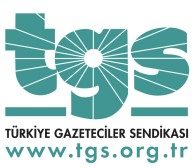 tgs
TÜRKİYE GAZETECİLER SENDİKASI
www.tgs.org.tr